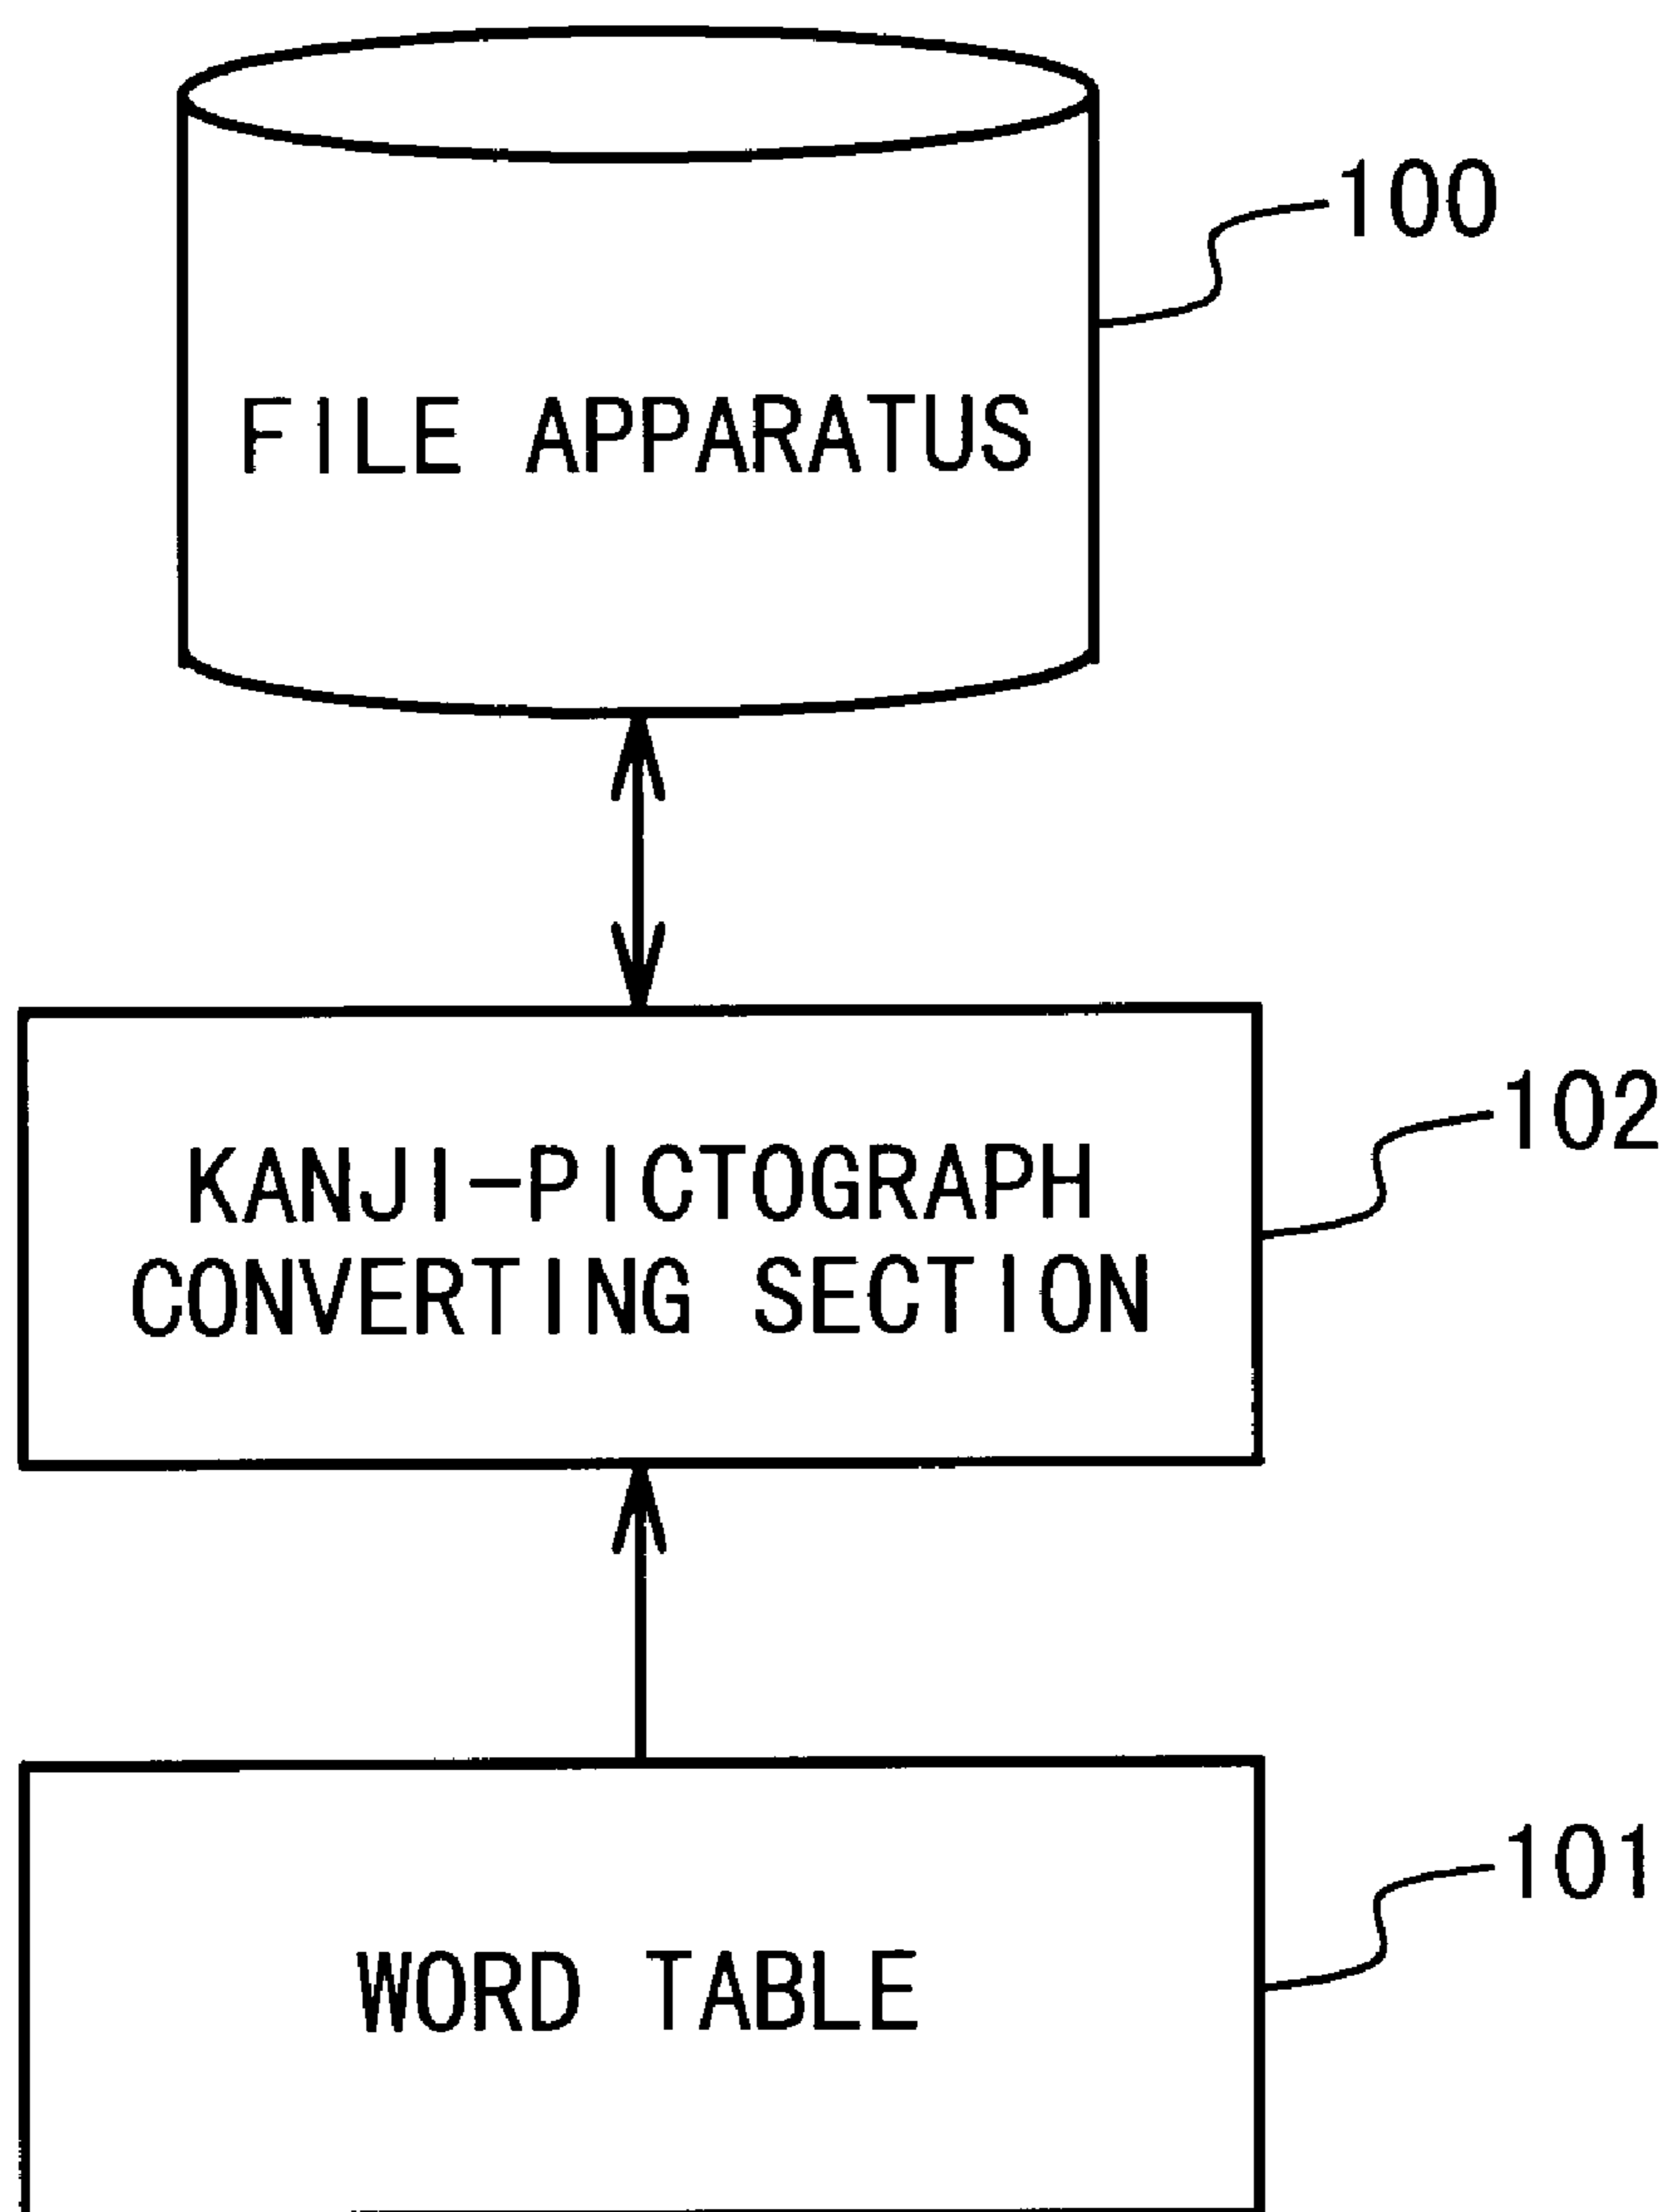 100
FILE APPARATUS
102
KANJI-PICTOGRAPH
CONVERTING SECTION
101
WORD TABLE